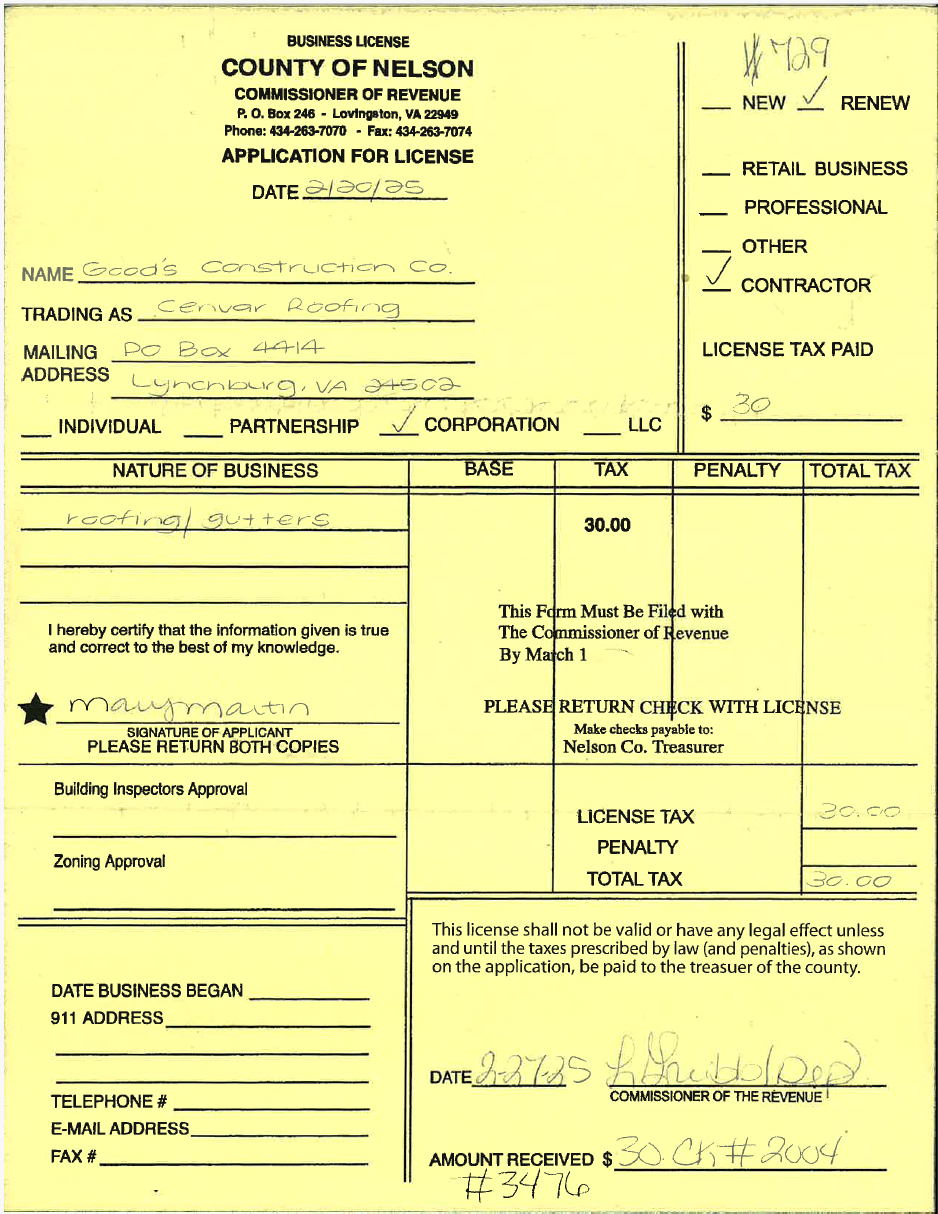 BUSINESS LICENSE
COUNTY OF NELSON
COMMISSIONER OF REVENUE
P. O. Box 246 - Lovingston, VA 22949
Phone: 434-263-7070 - Fax: 434-263-7074
APPLICATION FOR LICENSE
DATE 2/20/25
#729
NEW ✓ RENEW
RETAIL BUSINESS
PROFESSIONAL
OTHER
✓ CONTRACTOR
LICENSE TAX PAID
$ 30
NAME Good's Construction Co.
TRADING AS Cenvar Roofing
MAILING ADDRESS PO Box 4414
Lynchburg, VA 24502
INDIVIDUAL PARTNERSHIP ✓ CORPORATION LLC
NATURE OF BUSINESS BASE TAX PENALTY TOTAL TAX
roofing/gutters 30.00
This Form Must Be Filed with
The Commissioner of Revenue
By March 1
I hereby certify that the information given is true
and correct to the best of my knowledge.
★ Mary Martin
SIGNATURE OF APPLICANT
PLEASE RETURN BOTH COPIES
PLEASE RETURN CHECK WITH LICENSE
Make checks payable to:
Nelson Co. Treasurer
Building Inspectors Approval
Zoning Approval
LICENSE TAX 30.00
PENALTY
TOTAL TAX 30.00
This license shall not be valid or have any legal effect unless
and until the taxes prescribed by law (and penalties), as shown
on the application, be paid to the treasuer of the county.
DATE BUSINESS BEGAN
911 ADDRESS
TELEPHONE #
E-MAIL ADDRESS
FAX #
DATE 2-27-25
COMMISSIONER OF THE REVENUE
AMOUNT RECEIVED $ 30. CK# 2004
#3476